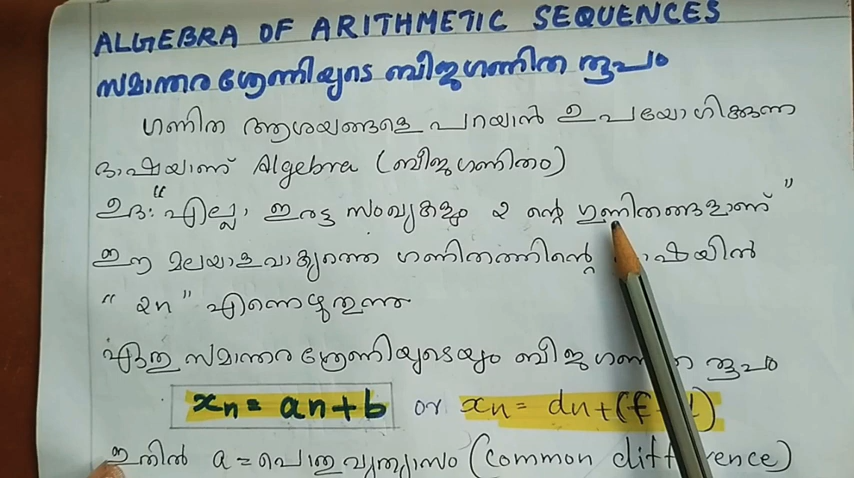 ALGEBRA OF ARITHMETIC SEQUENCES
സമാന്തര ശ്രേണിയുടെ ബീജഗണിത രൂപം
ഗണിത ആശയങ്ങളെ പറയാൻ ഉപയോഗിക്കുന്ന
ഭാഷയാണ് Algebra (ബീജഗണിതം)
ഉദാ: "എല്ലാ ഇരട്ട സംഖ്യകളും 2 ന്റെ ഗുണിതങ്ങളാണ്"
ഈ മലയാളവാക്യത്തെ ഗണിതത്തിന്റെ ഭാഷയിൽ
" 2n " എന്നെഴുതുന്നു
ഏതു സമാന്തര ശ്രേണിയുടെയും ബീജഗണിത രൂപം
xn = an+b or xn = dn+(f-d)
ഇതിൽ a = പൊതുവ്യത്യാസം (common difference)